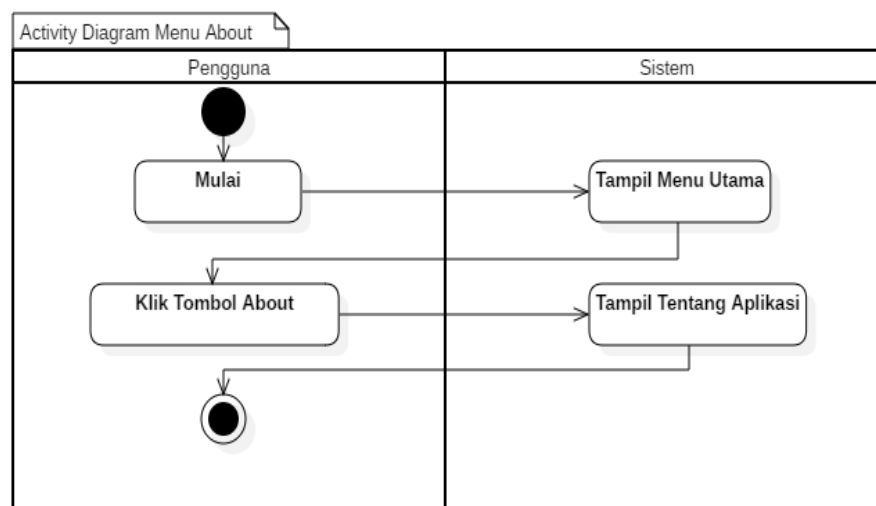 Activity Diagram Menu About
Pengguna
Sistem
Mulai
Tampil Menu Utama
Klik Tombol About
Tampil Tentang Aplikasi